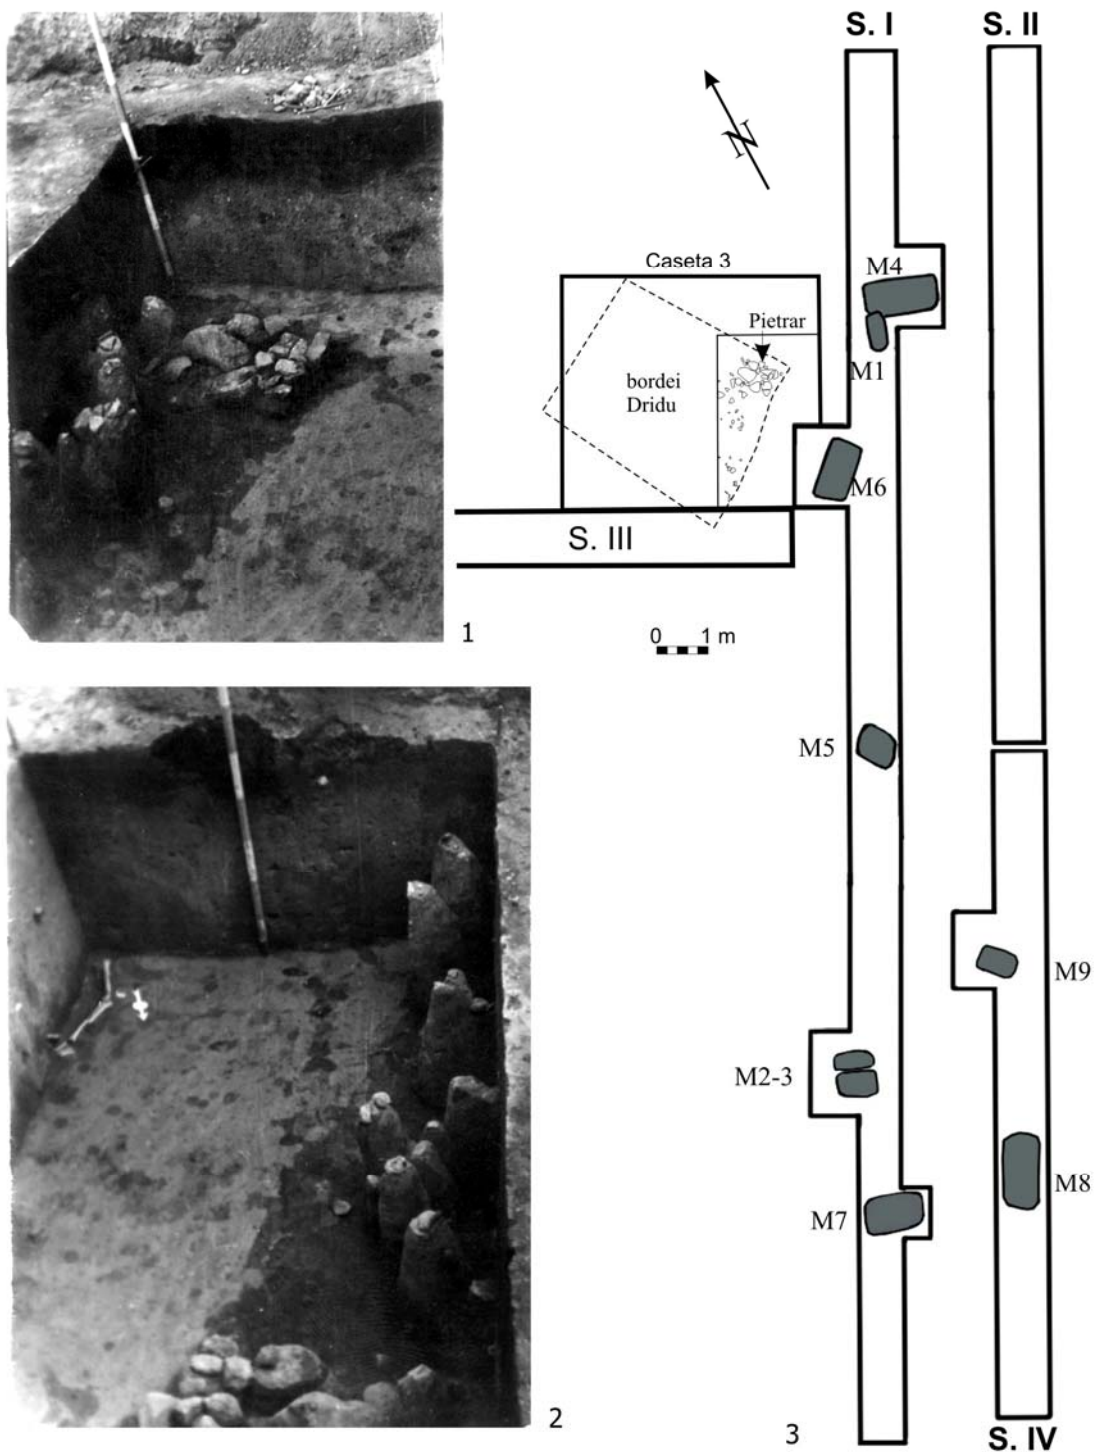 S. I
S. II
N
Caseta 3
M4
Pietrar
M1
bordei
Dridu
M6
S. III
1
0 1 m
M5
M9
M2-3
M8
M7
2
3
S. IV